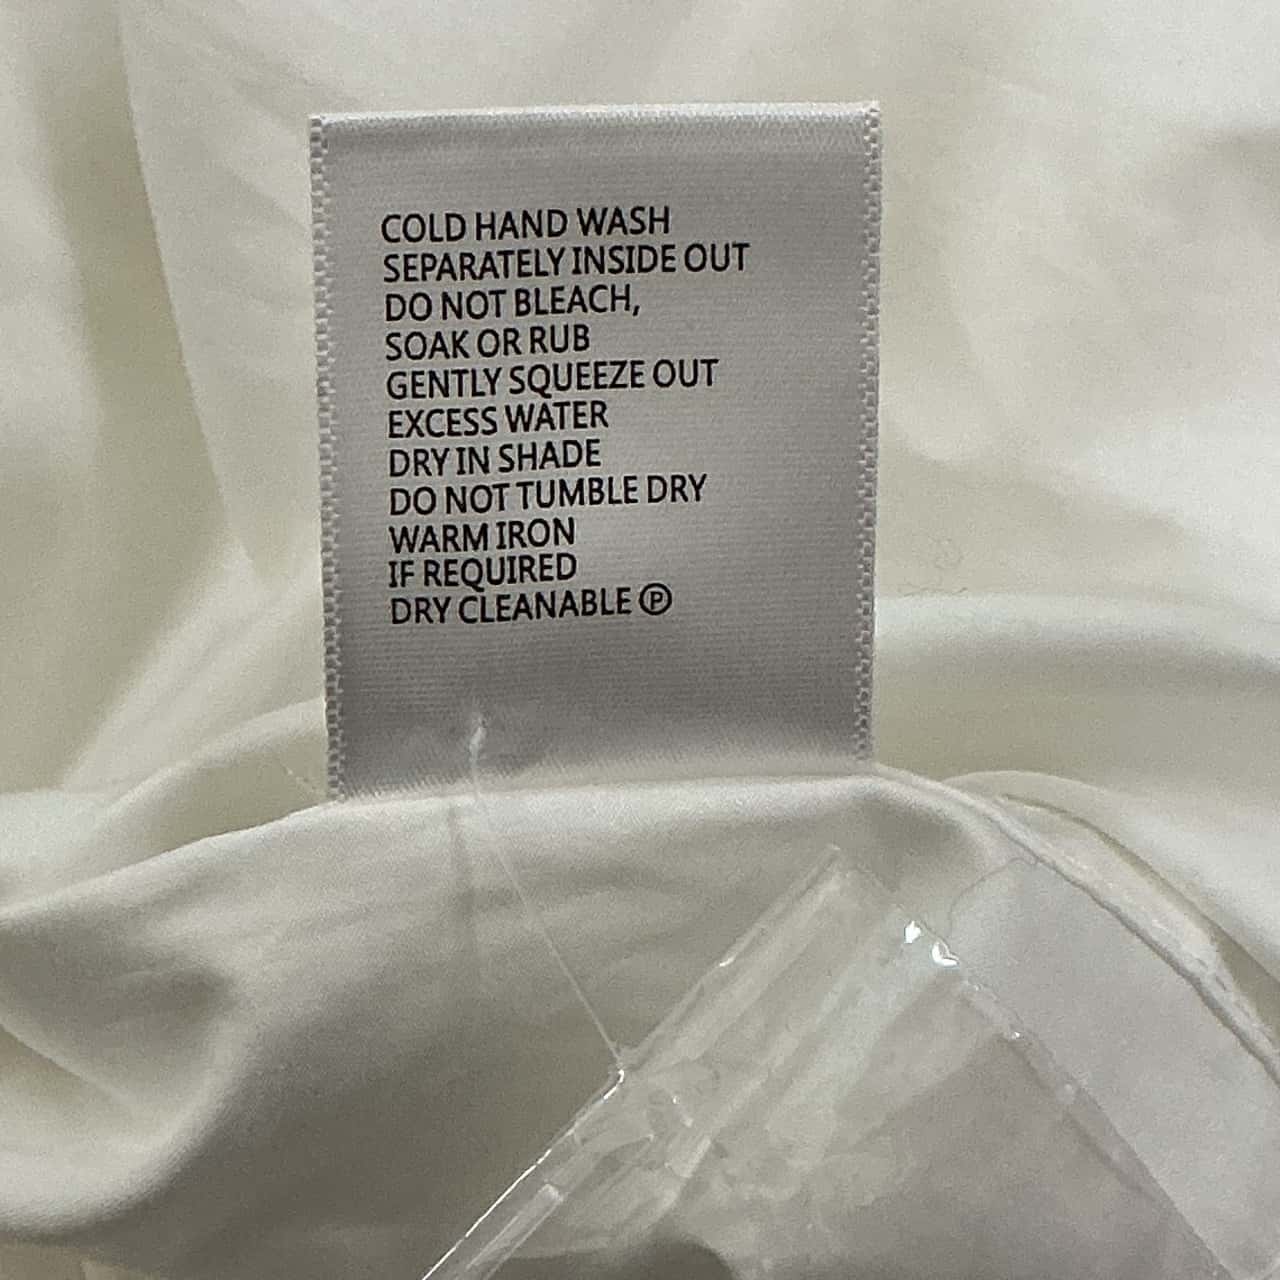 COLD HAND WASH
SEPARATELY INSIDE OUT
DO NOT BLEACH,
SOAK OR RUB
GENTLY SQUEEZE OUT
EXCESS WATER
DRY IN SHADE
DO NOT TUMBLE DRY
WARM IRON
IF REQUIRED
DRY CLEANABLE Ⓟ